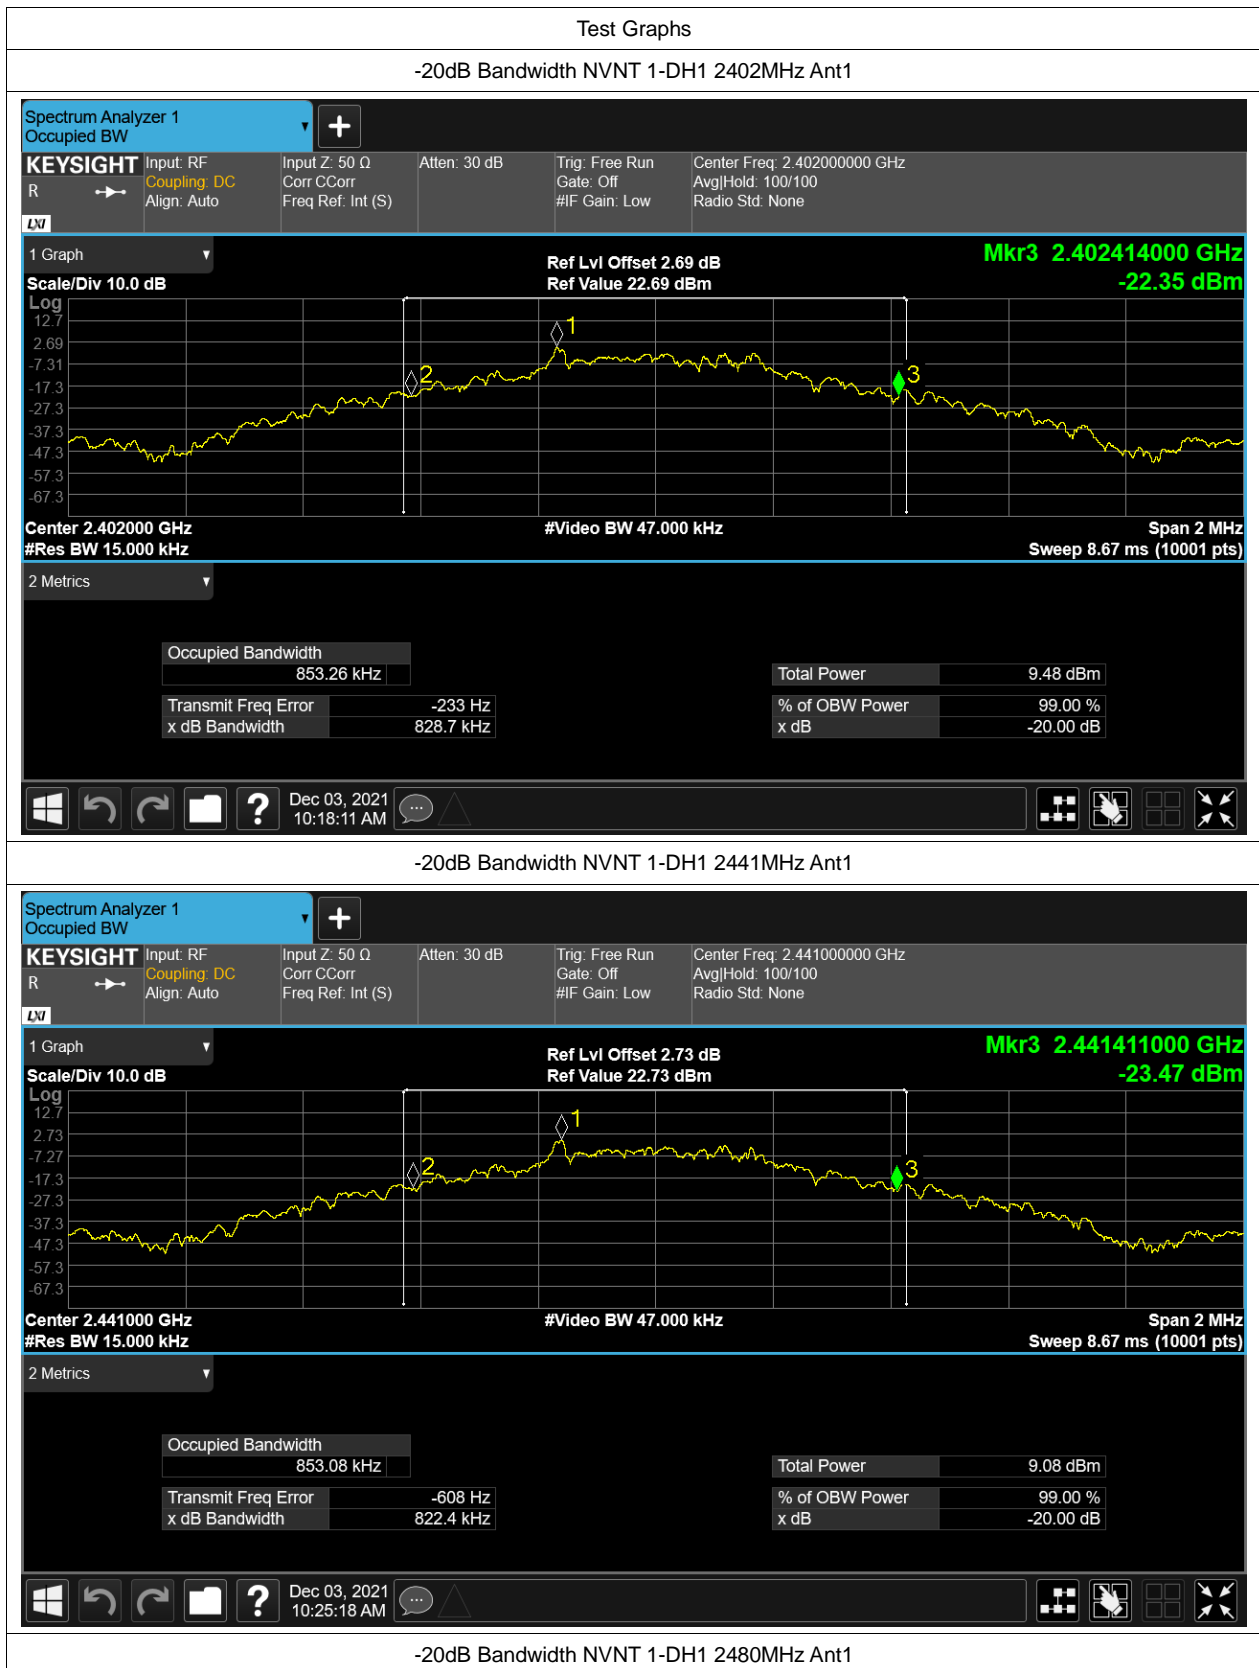 Test Graphs
-20dB Bandwidth NVNT 1-DH1 2402MHz Ant1
Spectrum Analyzer 1
Occupied BW
KEYSIGHT Input: RF Input Z: 50 Ω Atten: 30 dB Trig: Free Run Center Freq: 2.402000000 GHz
R Coupling: DC Corr CCorr Gate: Off Avg|Hold: 100/100
Align: Auto Freq Ref: Int (S) #IF Gain: Low Radio Std: None
LXI
1 Graph Ref Lvl Offset 2.69 dB Mkr3 2.402414000 GHz
Scale/Div 10.0 dB Ref Value 22.69 dBm -22.35 dBm
Log
12.7
2.69
-7.31
-17.3
-27.3
-37.3
-47.3
-57.3
-67.3
1
2
3
Center 2.402000 GHz #Video BW 47.000 kHz Span 2 MHz
#Res BW 15.000 kHz Sweep 8.67 ms (10001 pts)
2 Metrics
Occupied Bandwidth
853.26 kHz Total Power 9.48 dBm
Transmit Freq Error -233 Hz % of OBW Power 99.00 %
x dB Bandwidth 828.7 kHz x dB -20.00 dB
Dec 03, 2021
10:18:11 AM
-20dB Bandwidth NVNT 1-DH1 2441MHz Ant1
Spectrum Analyzer 1
Occupied BW
KEYSIGHT Input: RF Input Z: 50 Ω Atten: 30 dB Trig: Free Run Center Freq: 2.441000000 GHz
R Coupling: DC Corr CCorr Gate: Off Avg|Hold: 100/100
Align: Auto Freq Ref: Int (S) #IF Gain: Low Radio Std: None
LXI
1 Graph Ref Lvl Offset 2.73 dB Mkr3 2.441411000 GHz
Scale/Div 10.0 dB Ref Value 22.73 dBm -23.47 dBm
Log
12.7
2.73
-7.27
-17.3
-27.3
-37.3
-47.3
-57.3
-67.3
1
2
3
Center 2.441000 GHz #Video BW 47.000 kHz Span 2 MHz
#Res BW 15.000 kHz Sweep 8.67 ms (10001 pts)
2 Metrics
Occupied Bandwidth
853.08 kHz Total Power 9.08 dBm
Transmit Freq Error -608 Hz % of OBW Power 99.00 %
x dB Bandwidth 822.4 kHz x dB -20.00 dB
Dec 03, 2021
10:25:18 AM
-20dB Bandwidth NVNT 1-DH1 2480MHz Ant1